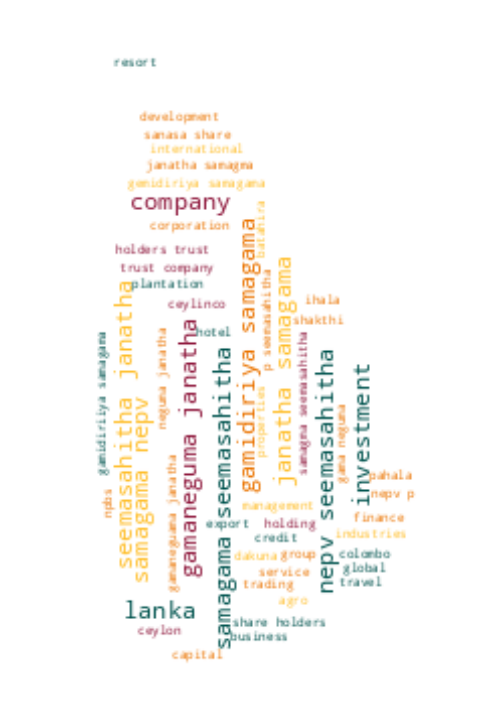 resort
development
sanasa share
international
janatha samagma
gemidiriya samagama
company
corporation
batahira
holders trust
trust company
plantation
ceylinco
ihala
shakthi
hotel
gamidiriya samagama
janatha samagama
p seemasahitha
seemasahitha janatha
samagama nepv
gamidiriya samagama
neguma janatha
gamaneguma janatha
samagama seemasahitha
samagma seemasahitha
nepv seemasahitha
investment
gama neguma
properties
gamaneguama janatha
npbs
pahala
nepv p
management
finance
export
holding
credit
industries
dakuna
group
colombo
service
global
trading
travel
agro
lanka
share holders
ceylon
business
capital